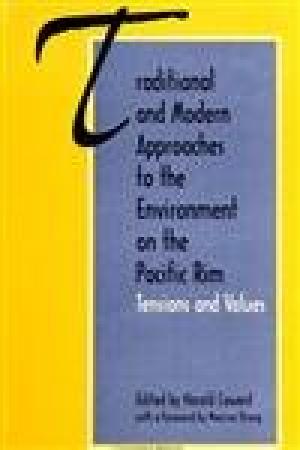 Traditional
and Modern
Approaches
to the
Environment
on the
Pacific Rim
Tensions and Values
Edited by Harold Coward
with a Foreword by Maurice Strong